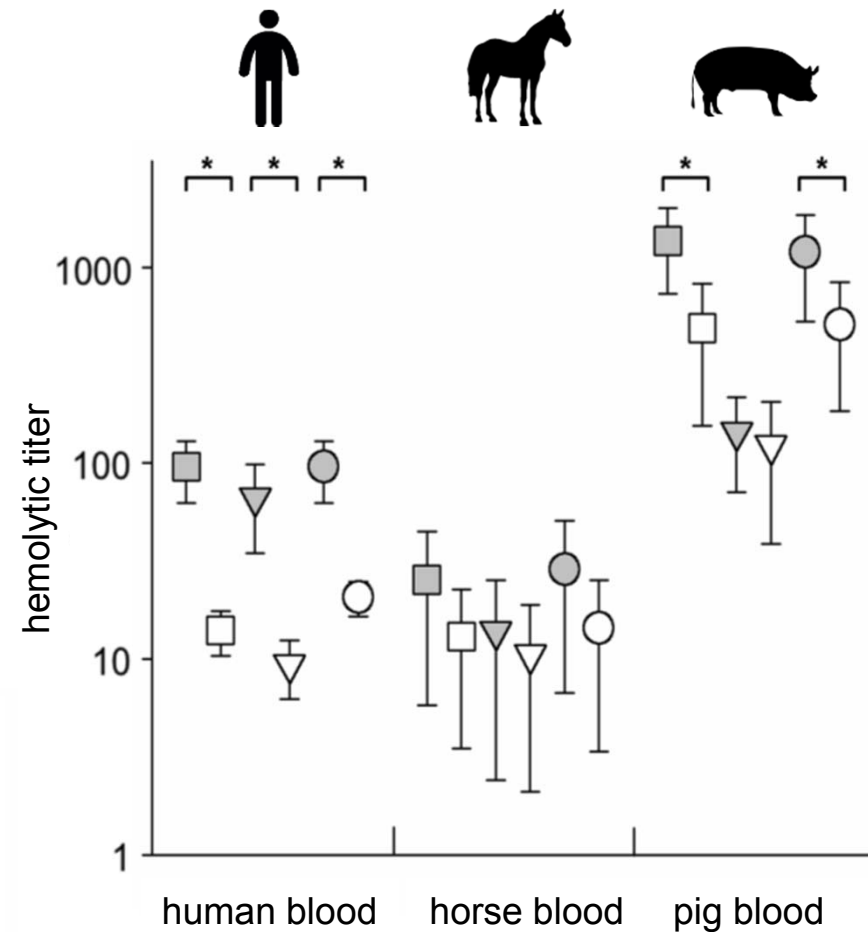 * * * * *
1000
100
10
1
hemolytic titer
human blood horse blood pig blood